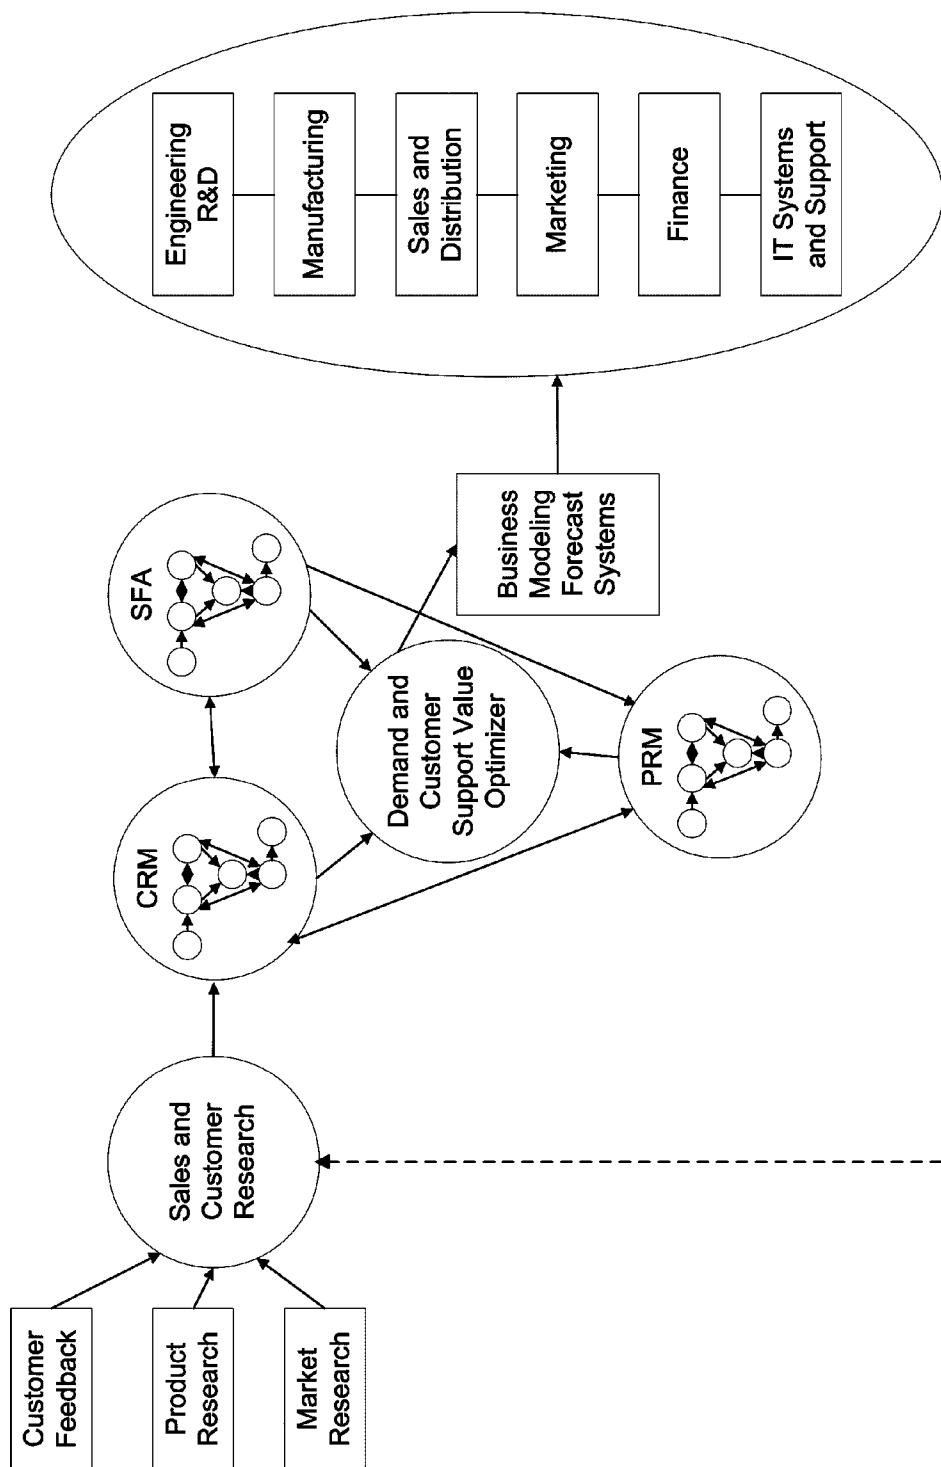 Customer
Feedback
Product
Research
Market
Research
Sales and
Customer
Research
CRM
SFA
Demand and
Customer
Support Value
Optimizer
PRM
Business
Modeling
Forecast
Systems
Engineering
R&D
Manufacturing
Sales and
Distribution
Marketing
Finance
IT Systems
and Support